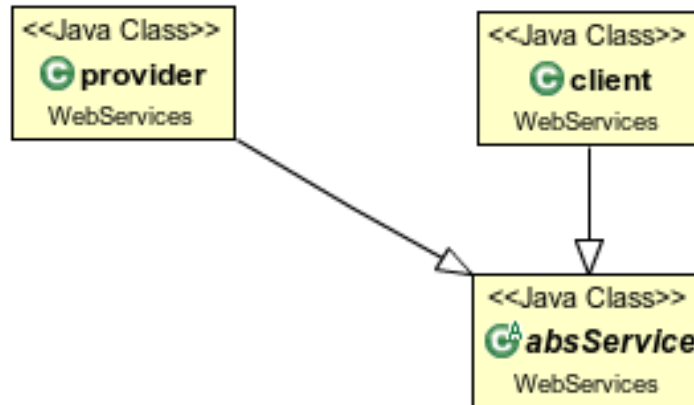 <<Java Class>>
C provider
WebServices
<<Java Class>>
C client
WebServices
<<Java Class>>
C A absService
WebServices